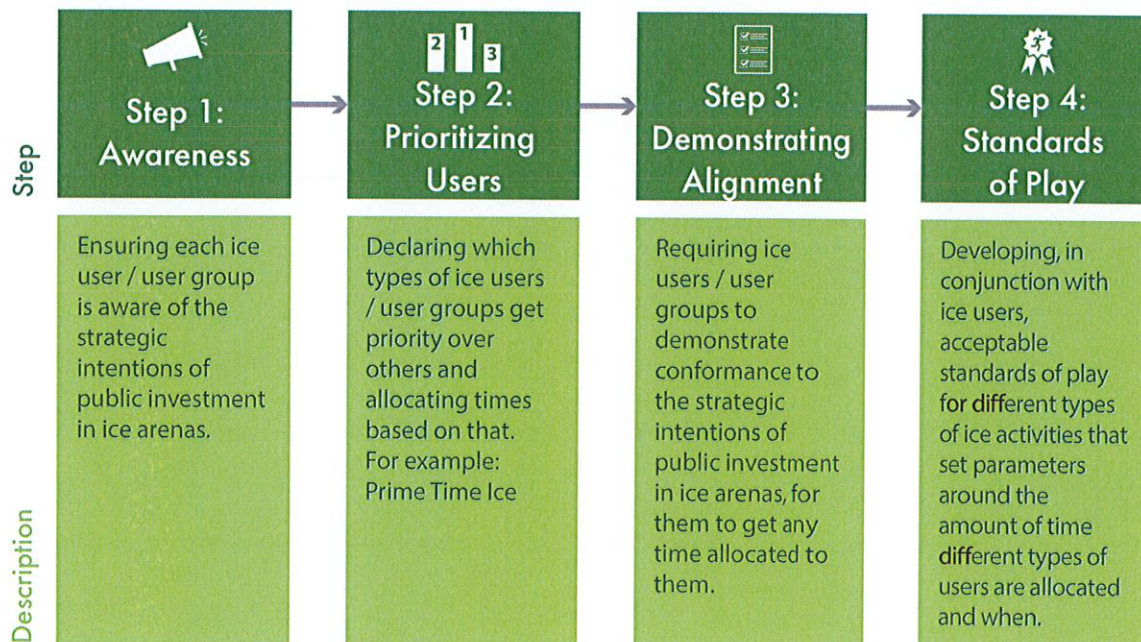 Step
2 1 3
Step 1:
Awareness
Step 2:
Prioritizing
Users
Step 3:
Demonstrating
Alignment
Step 4:
Standards
of Play
Description
Ensuring each ice
user / user group
is aware of the
strategic
intentions of
public investment
in ice arenas.
Declaring which
types of ice users
/ user groups get
priority over
others and
allocating times
based on that.
For example:
Prime Time Ice
Requiring ice
users / user
groups to
demonstrate
conformance to
the strategic
intentions of
public investment
in ice arenas, for
them to get any
time allocated to
them.
Developing, in
conjunction with
ice users,
acceptable
standards of play
for different types
of ice activities that
set parameters
around the
amount of time
different types of
users are allocated
and when.